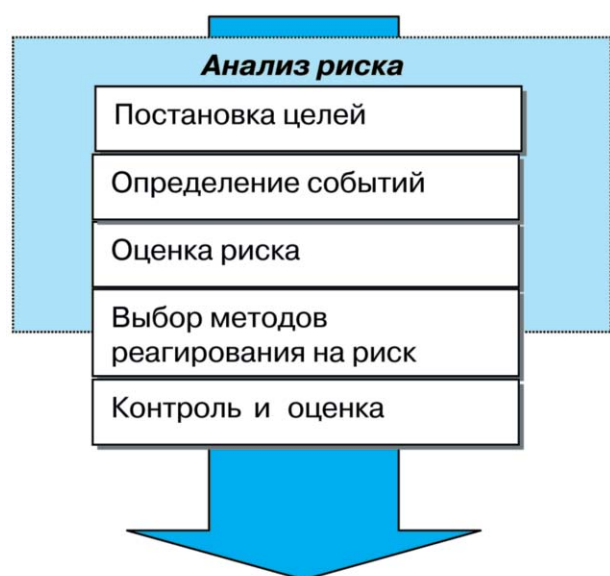 Анализ риска
Постановка целей
Определение событий
Оценка риска
Выбор методов
реагирования на риск
Контроль и оценка